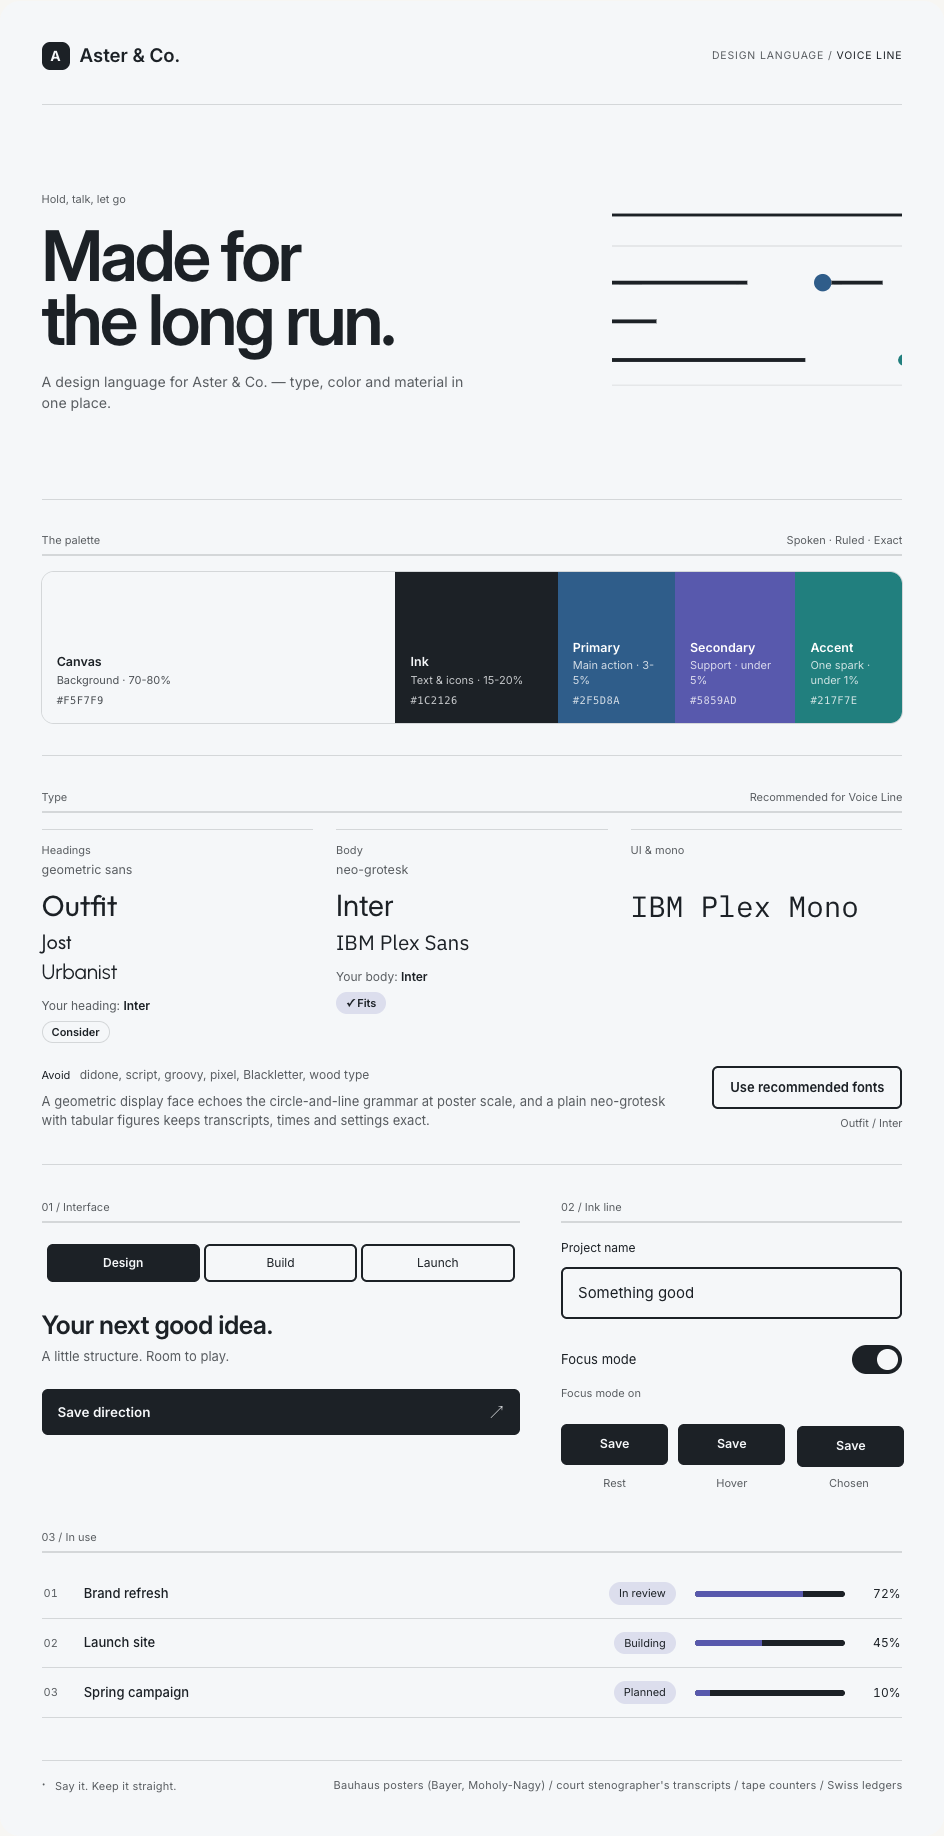 A Aster & Co.
DESIGN LANGUAGE / VOICE LINE
Hold, talk, let go
Made for
the long run.
A design language for Aster & Co. — type, color and material in
one place.
The palette
Spoken · Ruled · Exact
Canvas
Background · 70-80%
#F5F7F9
Ink
Text & icons · 15-20%
#1C2126
Primary
Main action · 3-
5%
#2F5D8A
Secondary
Support · under
5%
#5859AD
Accent
One spark ·
under 1%
#217F7E
Type
Recommended for Voice Line
Headings
geometric sans
Outfit
Jost
Urbanist
Your heading: Inter
Consider
Body
neo-grotesk
Inter
IBM Plex Sans
Your body: Inter
✓ Fits
UI & mono
IBM Plex Mono
Avoid didone, script, groovy, pixel, Blackletter, wood type
A geometric display face echoes the circle-and-line grammar at poster scale, and a plain neo-grotesk
with tabular figures keeps transcripts, times and settings exact.
Use recommended fonts
Outfit / Inter
01 / Interface
Design
Build
Launch
Your next good idea.
A little structure. Room to play.
Save direction ↗
02 / Ink line
Project name
Something good
Focus mode
Focus mode on
Save
Save
Save
Rest
Hover
Chosen
03 / In use
01 Brand refresh In review 72%
02 Launch site Building 45%
03 Spring campaign Planned 10%
Say it. Keep it straight.
Bauhaus posters (Bayer, Moholy-Nagy) / court stenographer's transcripts / tape counters / Swiss ledgers